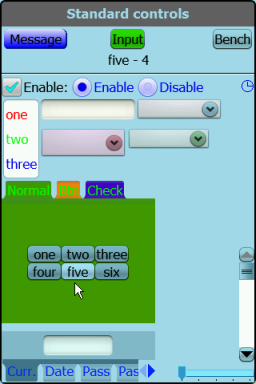 Standard controls
Message Input Bench
five - 4
Enable: Enable Disable
one
two
three
Normal Check
one two three
four five six
Curr. Date Pass Pas